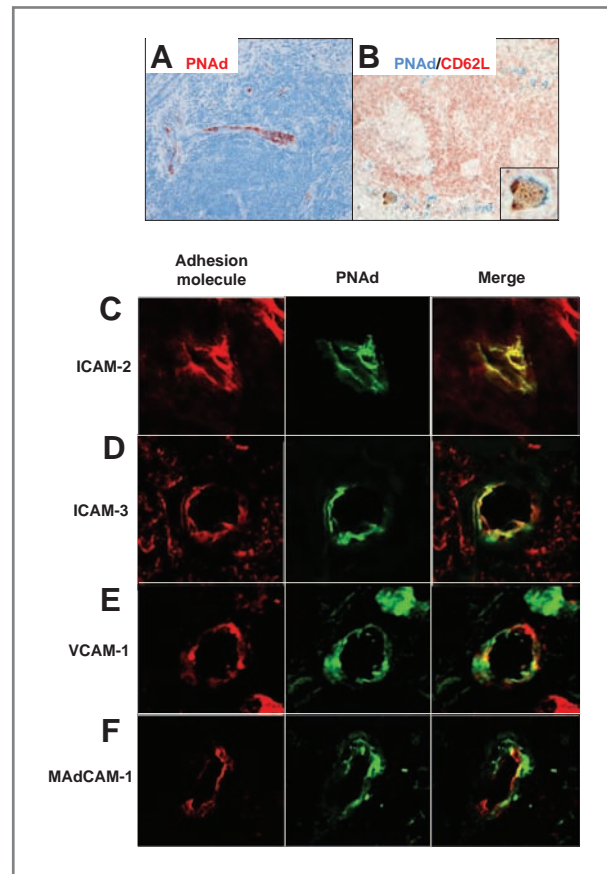 A PNAd
B PNAd/CD62L
Adhesion molecule
PNAd
Merge
C
ICAM-2
D
ICAM-3
E
VCAM-1
F
MAdCAM-1